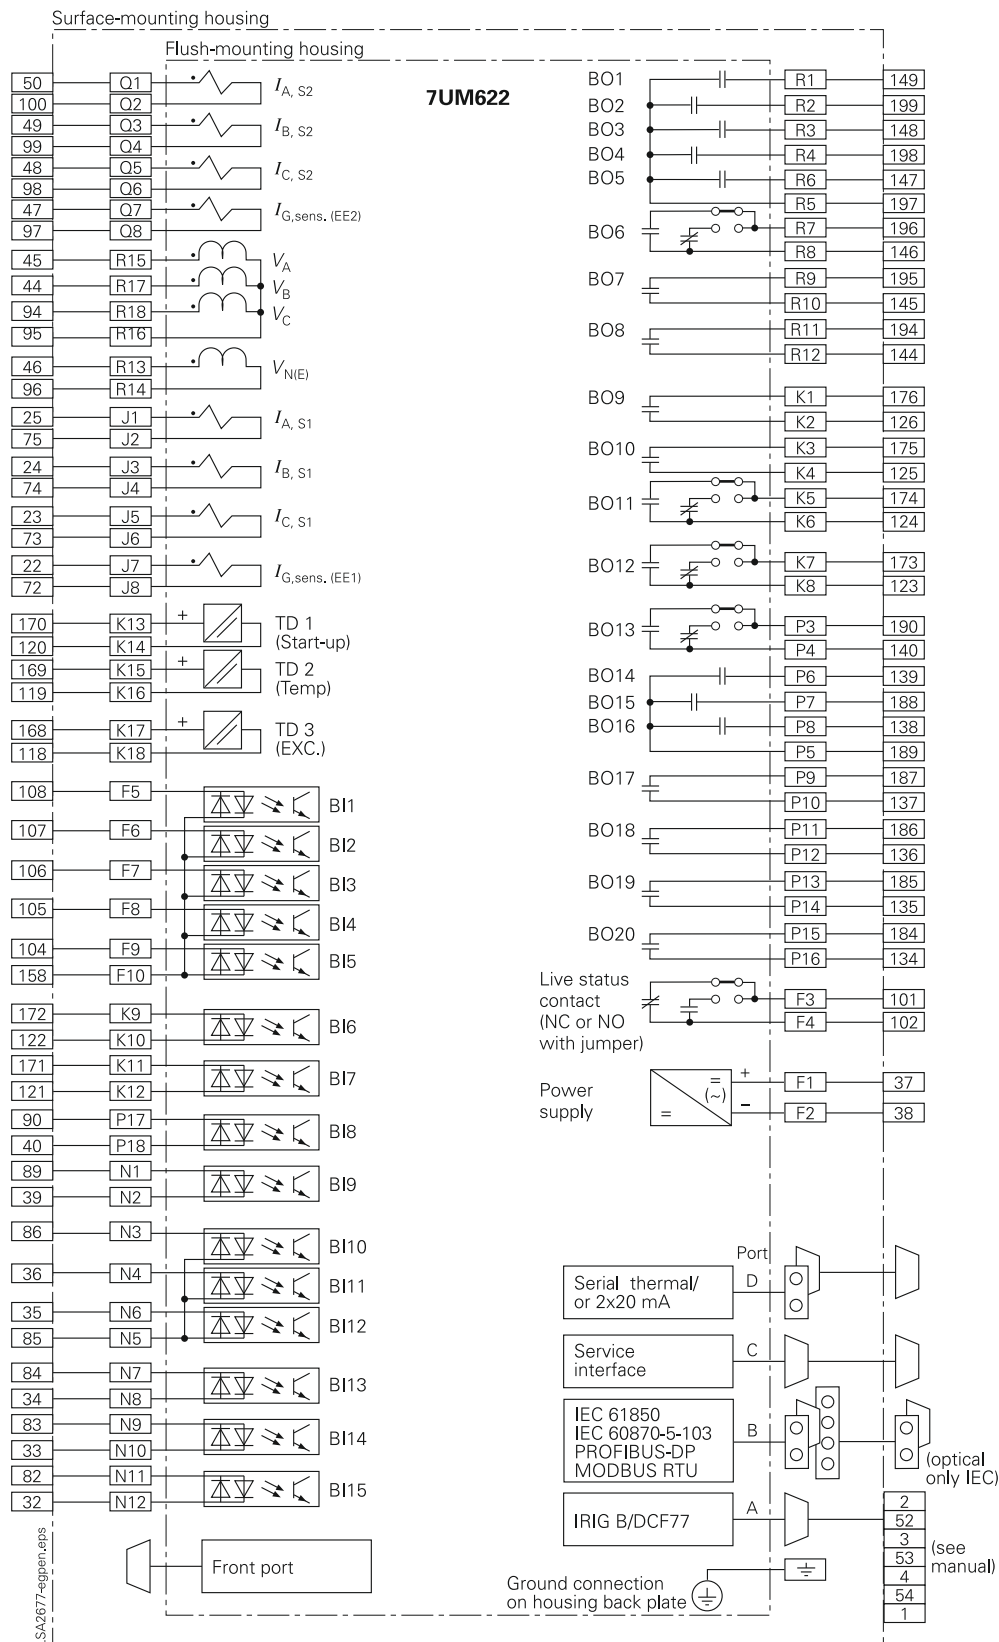 Surface-mounting housing
Flush-mounting housing
7UM622
50 Q1 I A, S2
100 Q2
49 Q3 I B, S2
99 Q4
48 Q5 I C, S2
98 Q6
47 Q7 I G,sens. (EE2)
97 Q8
45 R15 V A
44 R17 V B
94 R18 V C
95 R16
46 R13 V N(E)
96 R14
25 J1 I A, S1
75 J2
24 J3 I B, S1
74 J4
23 J5 I C, S1
73 J6
22 J7 I G,sens. (EE1)
72 J8
170 K13 + TD 1
120 K14 (Start-up)
169 K15 + TD 2
119 K16 (Temp)
168 K17 + TD 3
118 K18 (EXC.)
108 F5 BI1
107 F6 BI2
106 F7 BI3
105 F8 BI4
104 F9 BI5
158 F10
172 K9 BI6
122 K10
171 K11 BI7
121 K12
90 P17 BI8
40 P18
89 N1 BI9
39 N2
86 N3 BI10
36 N4 BI11
35 N6 BI12
85 N5
84 N7 BI13
34 N8
83 N9 BI14
33 N10
82 N11 BI15
32 N12
Front port
LSA2677-egpen.eps
BO1 R1 149
BO2 R2 199
BO3 R3 148
BO4 R4 198
BO5 R6 147
R5 197
BO6 R7 196
R8 146
BO7 R9 195
R10 145
BO8 R11 194
R12 144
BO9 K1 176
K2 126
BO10 K3 175
K4 125
BO11 K5 174
K6 124
BO12 K7 173
K8 123
BO13 P3 190
P4 140
BO14 P6 139
BO15 P7 188
BO16 P8 138
P5 189
BO17 P9 187
P10 137
BO18 P11 186
P12 136
BO19 P13 185
P14 135
BO20 P15 184
P16 134
Live status
contact
(NC or NO
with jumper)
F3 101
F4 102
Power
supply
= (~) =
+ F1 37
− F2 38
Port
Serial thermal/
or 2x20 mA
D
Service
interface
C
IEC 61850
IEC 60870-5-103
PROFIBUS-DP
MODBUS RTU
B
(optical
only IEC)
IRIG B/DCF77
A
2
52
3
53
4
54
1
(see
manual)
Ground connection
on housing back plate